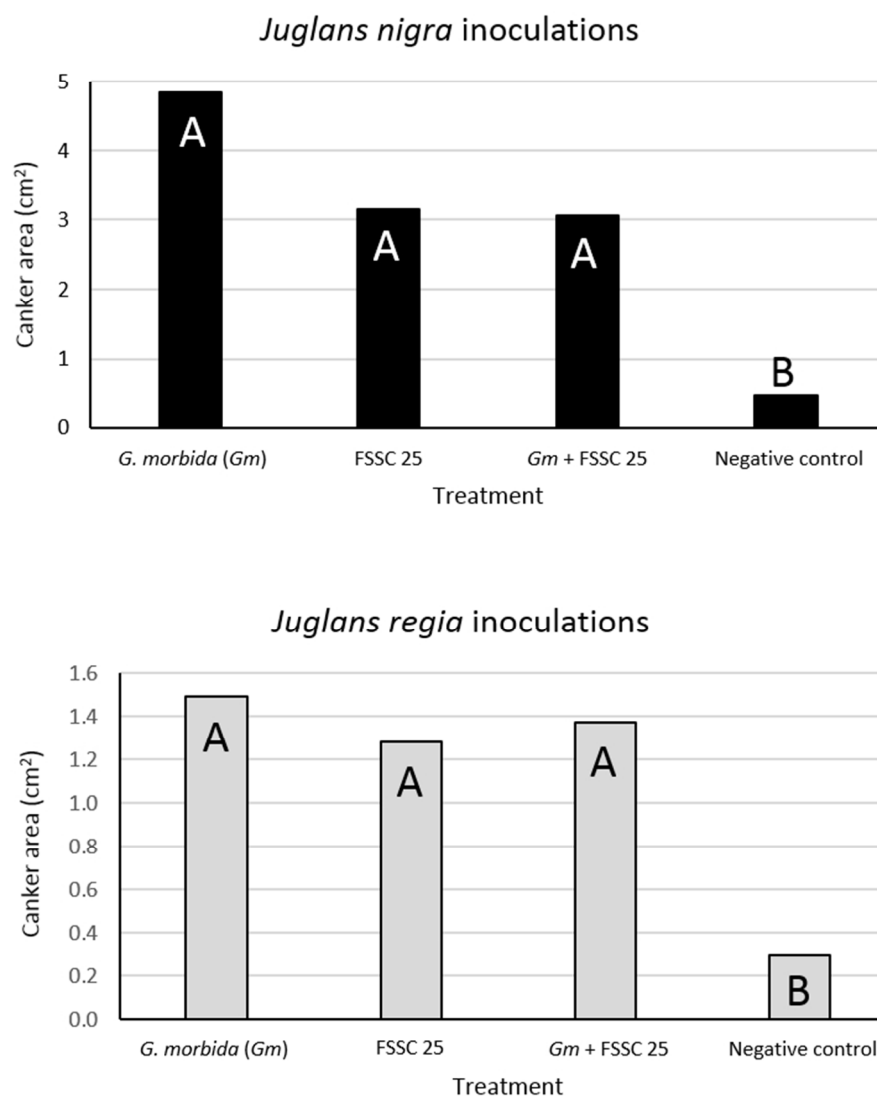 Juglans nigra inoculations
5
4
3
2
1
0
Canker area (cm²)
A
A
A
B
G. morbida (Gm)
FSSC 25
Gm + FSSC 25
Negative control
Treatment
Juglans regia inoculations
1.6
1.4
1.2
1.0
0.8
0.6
0.4
0.2
0.0
Canker area (cm²)
A
A
A
B
G. morbida (Gm)
FSSC 25
Gm + FSSC 25
Negative control
Treatment